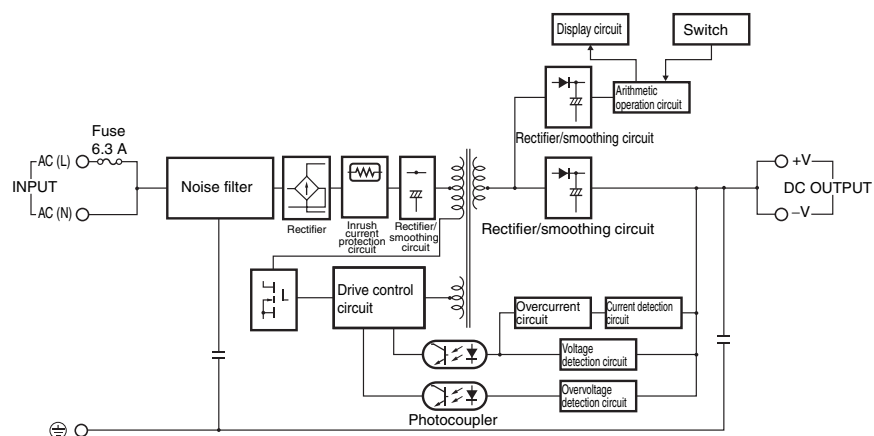 Display circuit
Switch
Arithmetic
operation circuit
Rectifier/smoothing circuit
Fuse
6.3 A
AC (L)
INPUT
AC (N)
Noise filter
Rectifier
Inrush
current
protection
circuit
Rectifier/
smoothing
circuit
Rectifier/smoothing circuit
+V
DC OUTPUT
–V
Drive control
circuit
Overcurrent
circuit
Current detection
circuit
Voltage
detection circuit
Overvoltage
detection circuit
Photocoupler